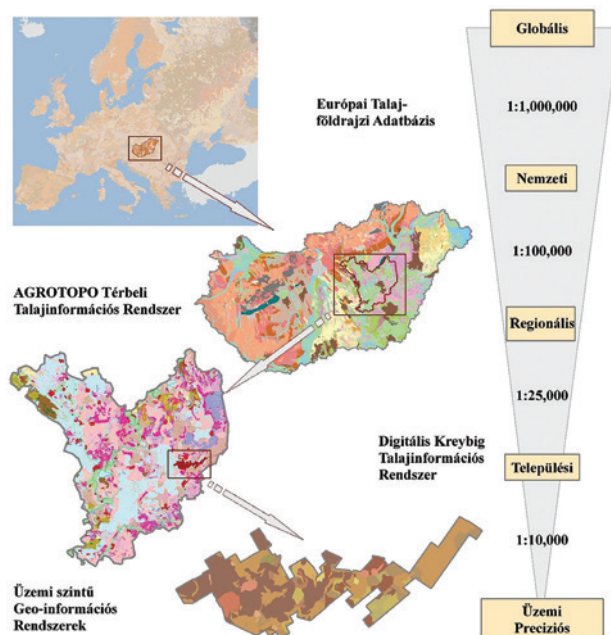 Globális
Európai Talaj-
földrajzi Adatbázis
1:1,000,000
Nemzeti
1:100,000
AGROTOPO Térbeli
Talajinformációs Rendszer
Regionális
1:25,000
Digitális Kreybig
Talajinformációs
Rendszer
Települési
1:10,000
Üzemi szintű
Geo-információs
Rendszerek
Üzemi
Preciziós